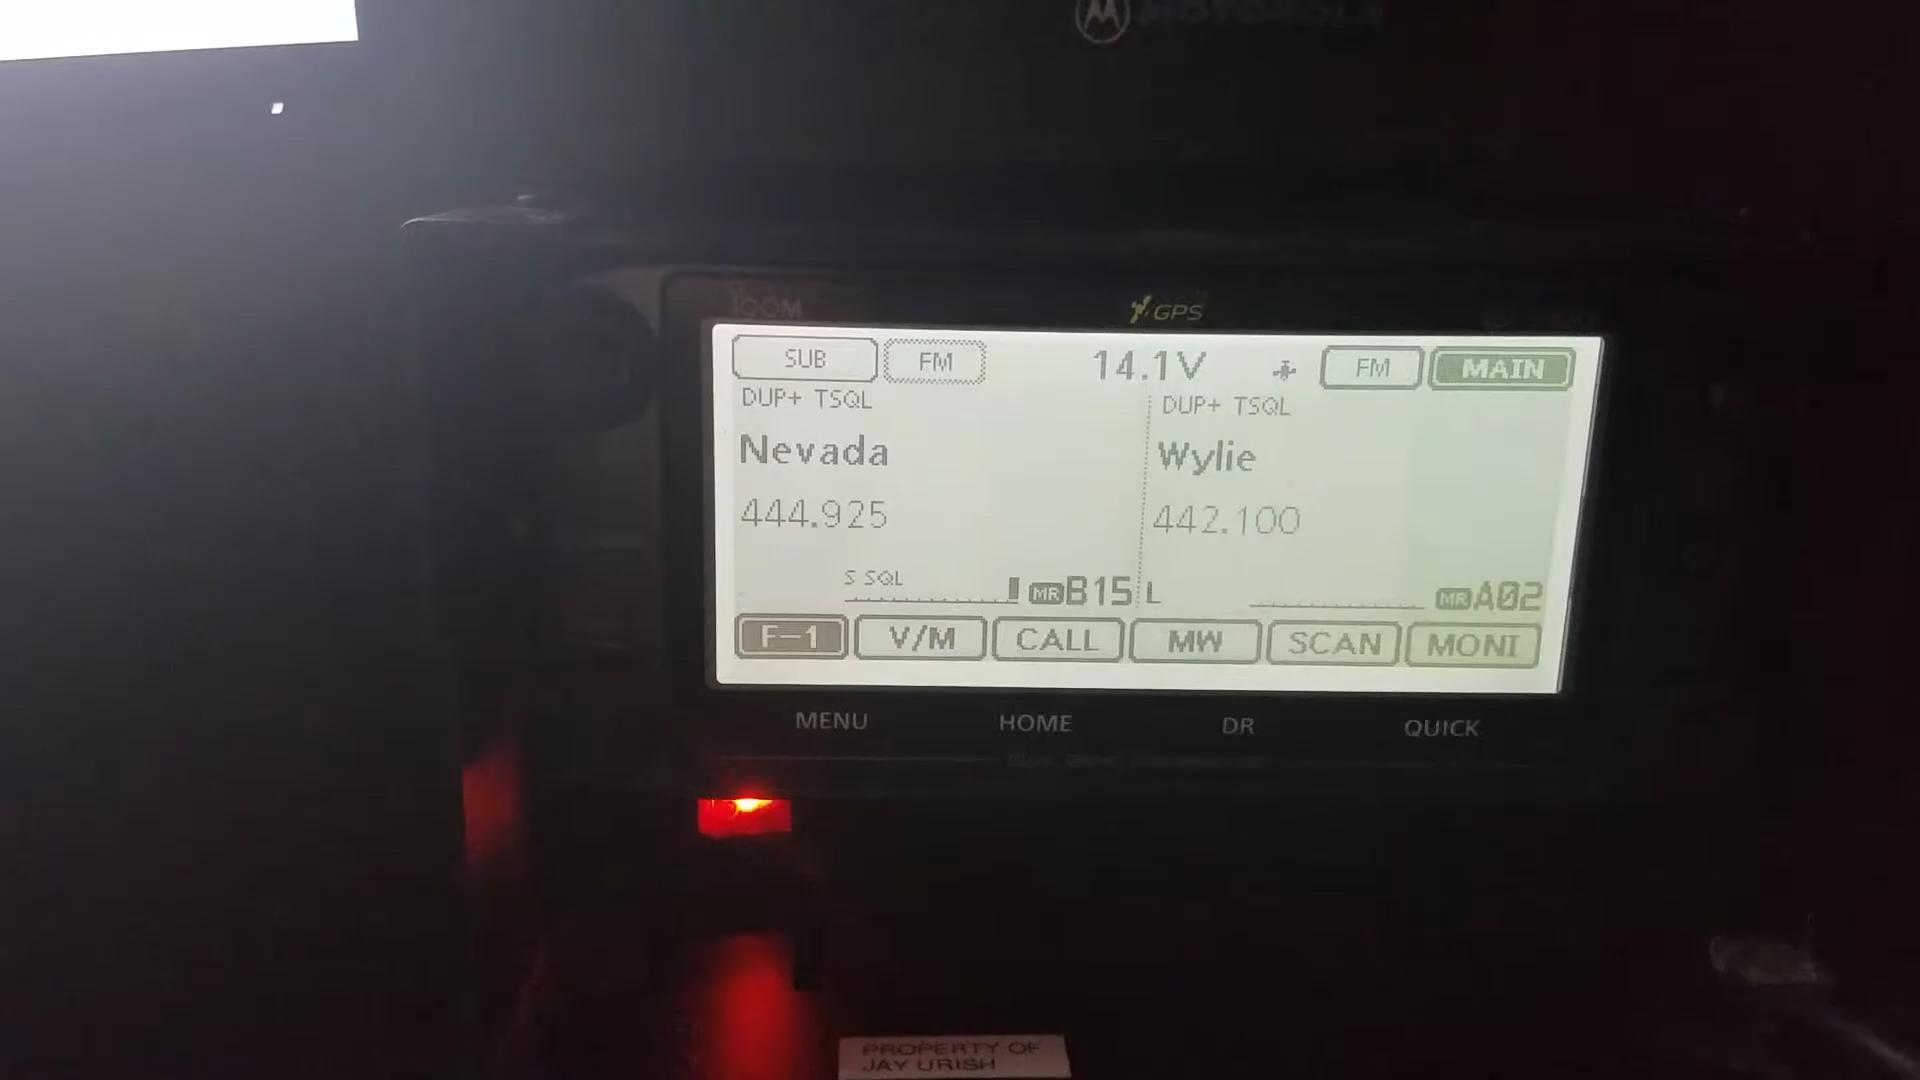 MOTOROLA
ICOM
GPS
SUB FM 14.1V FM MAIN
DUP+ TSQL DUP+ TSQL
Nevada Wylie
444.925 442.100
S SQL MR B15 L MR A02
F-1 V/M CALL MW SCAN MONI
MENU HOME DR QUICK
PROPERTY OF
JAY URISH